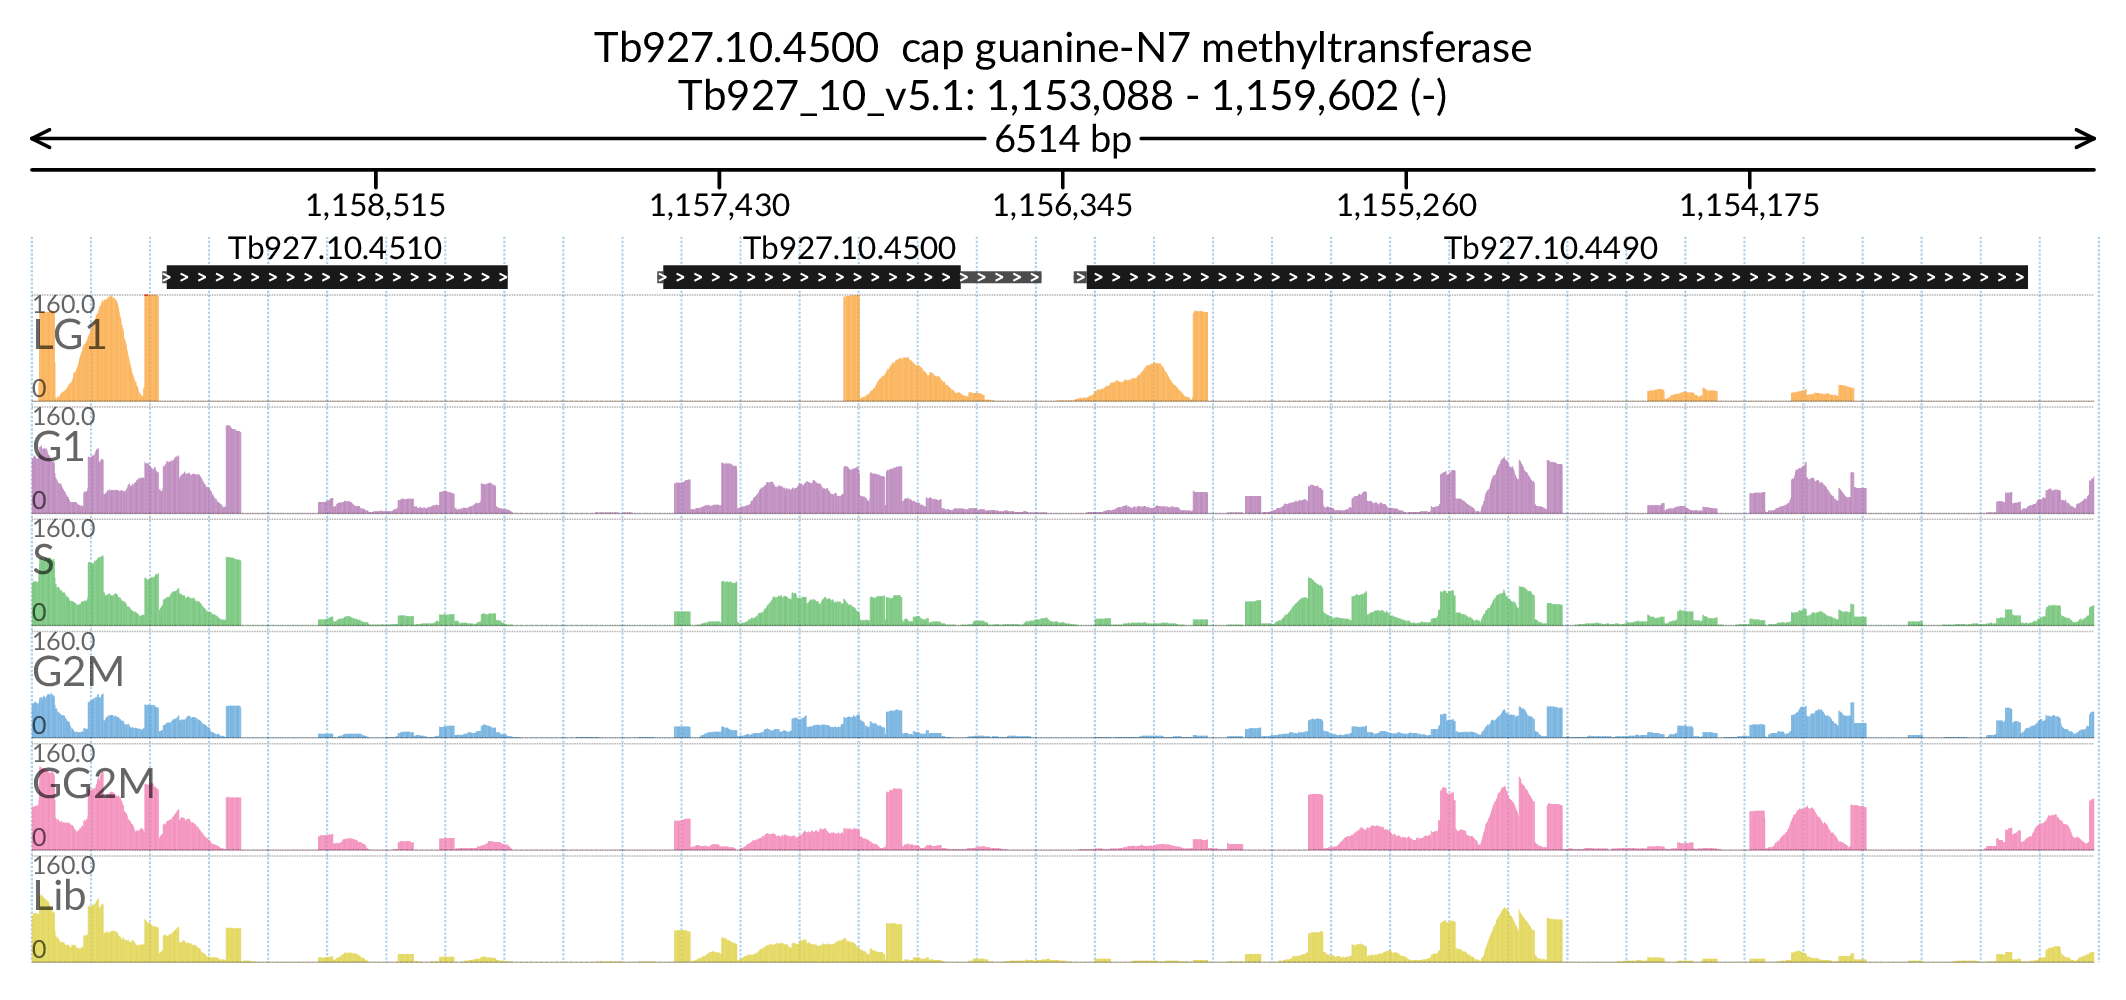 Tb927.10.4500  cap guanine-N7 methyltransferase
Tb927_10_v5.1: 1,153,088 - 1,159,602 (-)
6514 bp
1,158,515 1,157,430 1,156,345 1,155,260 1,154,175
Tb927.10.4510 Tb927.10.4500 Tb927.10.4490
160.0
LG1
0
160.0
G1
0
160.0
S
0
160.0
G2M
0
160.0
GG2M
0
160.0
Lib
0